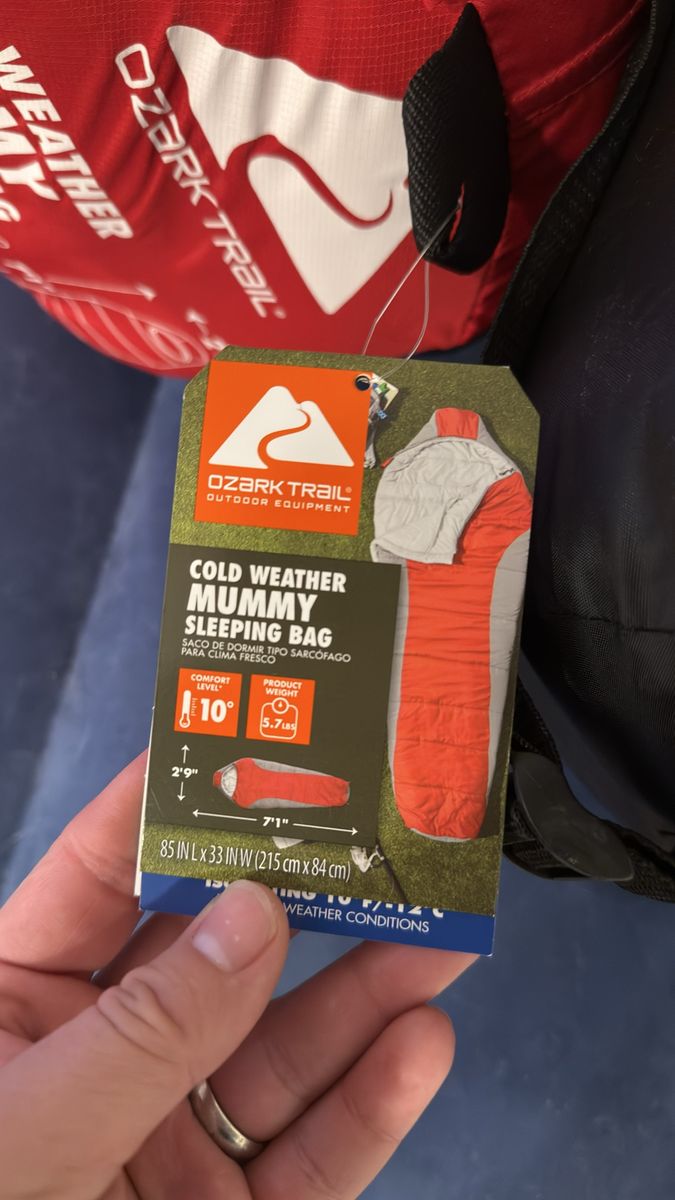 WEATHER
OZARK TRAIL®
OZARK TRAIL®
OUTDOOR EQUIPMENT
COLD WEATHER
MUMMY
SLEEPING BAG
SACO DE DORMIR TIPO SARCÓFAGO
PARA CLIMA FRESCO
COMFORT
LEVEL*
10°
PRODUCT
WEIGHT
5.7 LBS
2'9"
7'1"
85 IN L x 33 IN W (215 cm x 84 cm)
WEATHER CONDITIONS